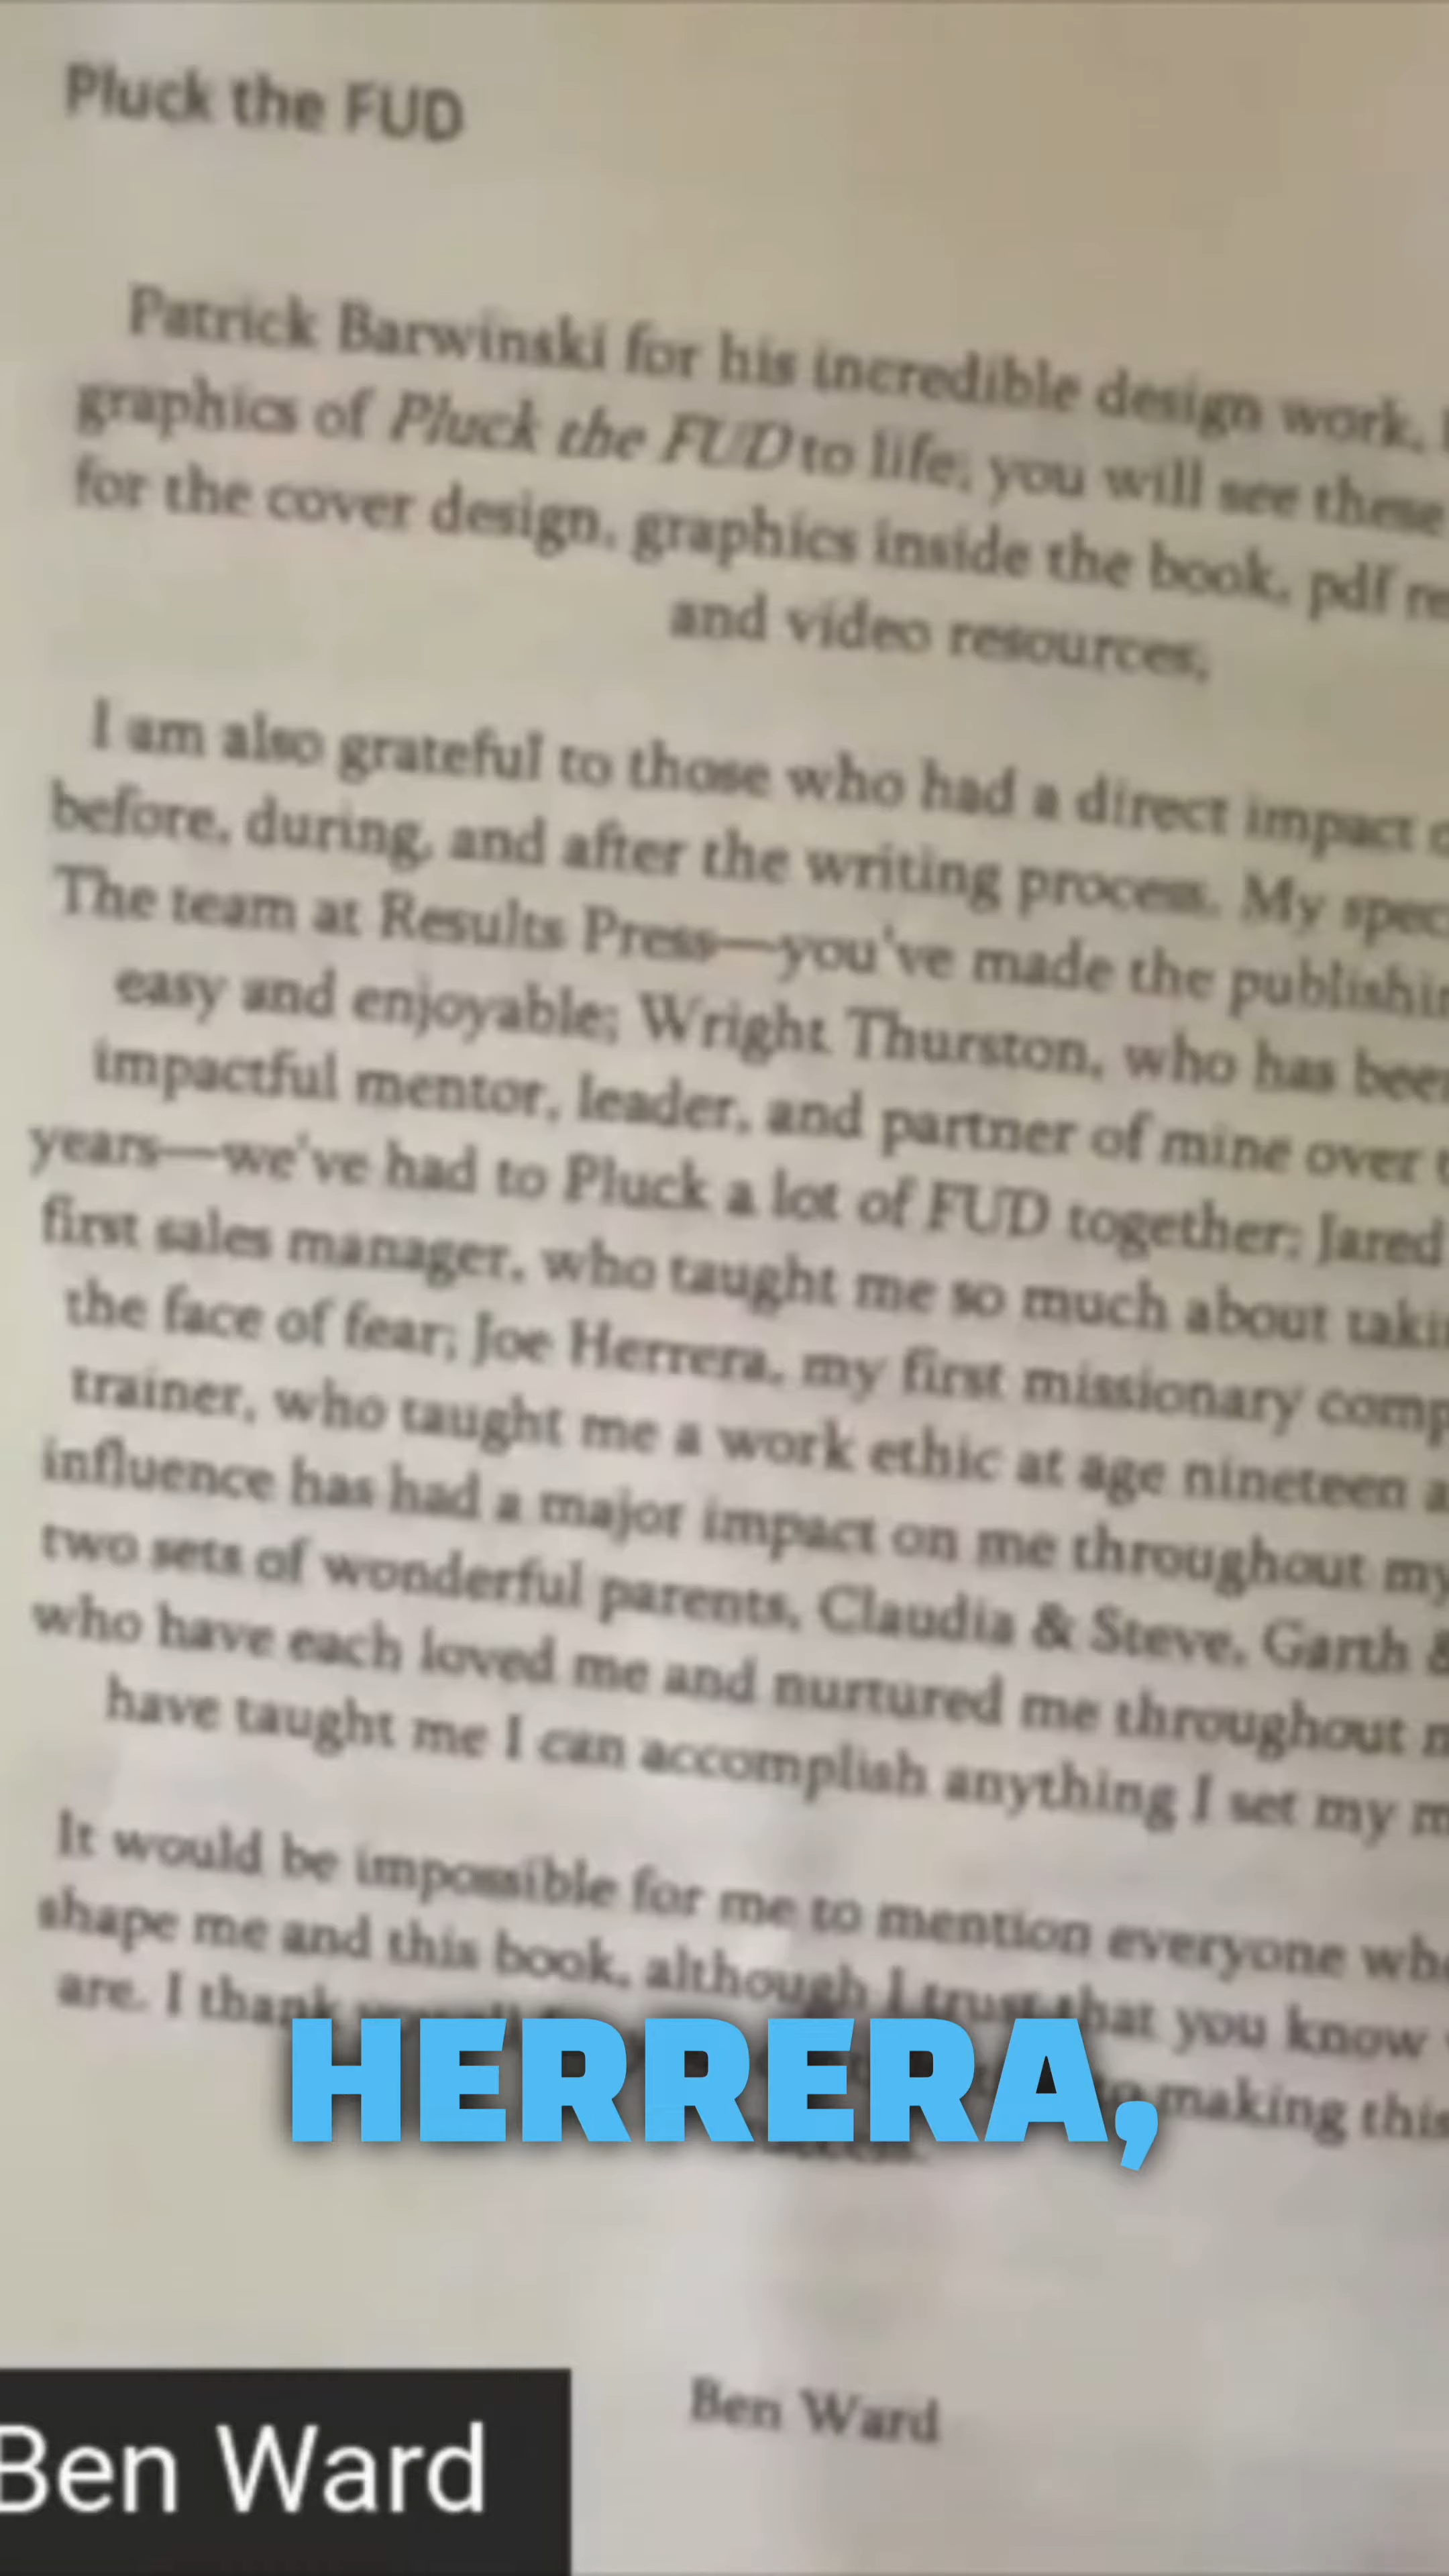 Pluck the FUD
Patrick Barwinski for his incredible design work,
graphics of Pluck the FUD to life; you will see these
for the cover design, graphics inside the book, pdf
and video resources,
I am also grateful to those who had a direct impact
before, during, and after the writing process. My
The team at Results Press—you've made the
easy and enjoyable; Wright Thurston, who has been
impactful mentor, leader, and partner of mine over
years—we've had to Pluck a lot of FUD together; Jared
first sales manager, who taught me so much about
the face of fear; Joe Herrera, my first missionary
trainer, who taught me a work ethic at age nineteen
influence has had a major impact on me throughout my
two sets of wonderful parents, Claudia & Steve, Garth &
who have each loved me and nurtured me throughout
have taught me I can accomplish anything I set my
It would be impossible for me to mention everyone
shape me and this book, although I trust that you know
are. I thank
making this
HERRERA,
Ben Ward
Ben Ward